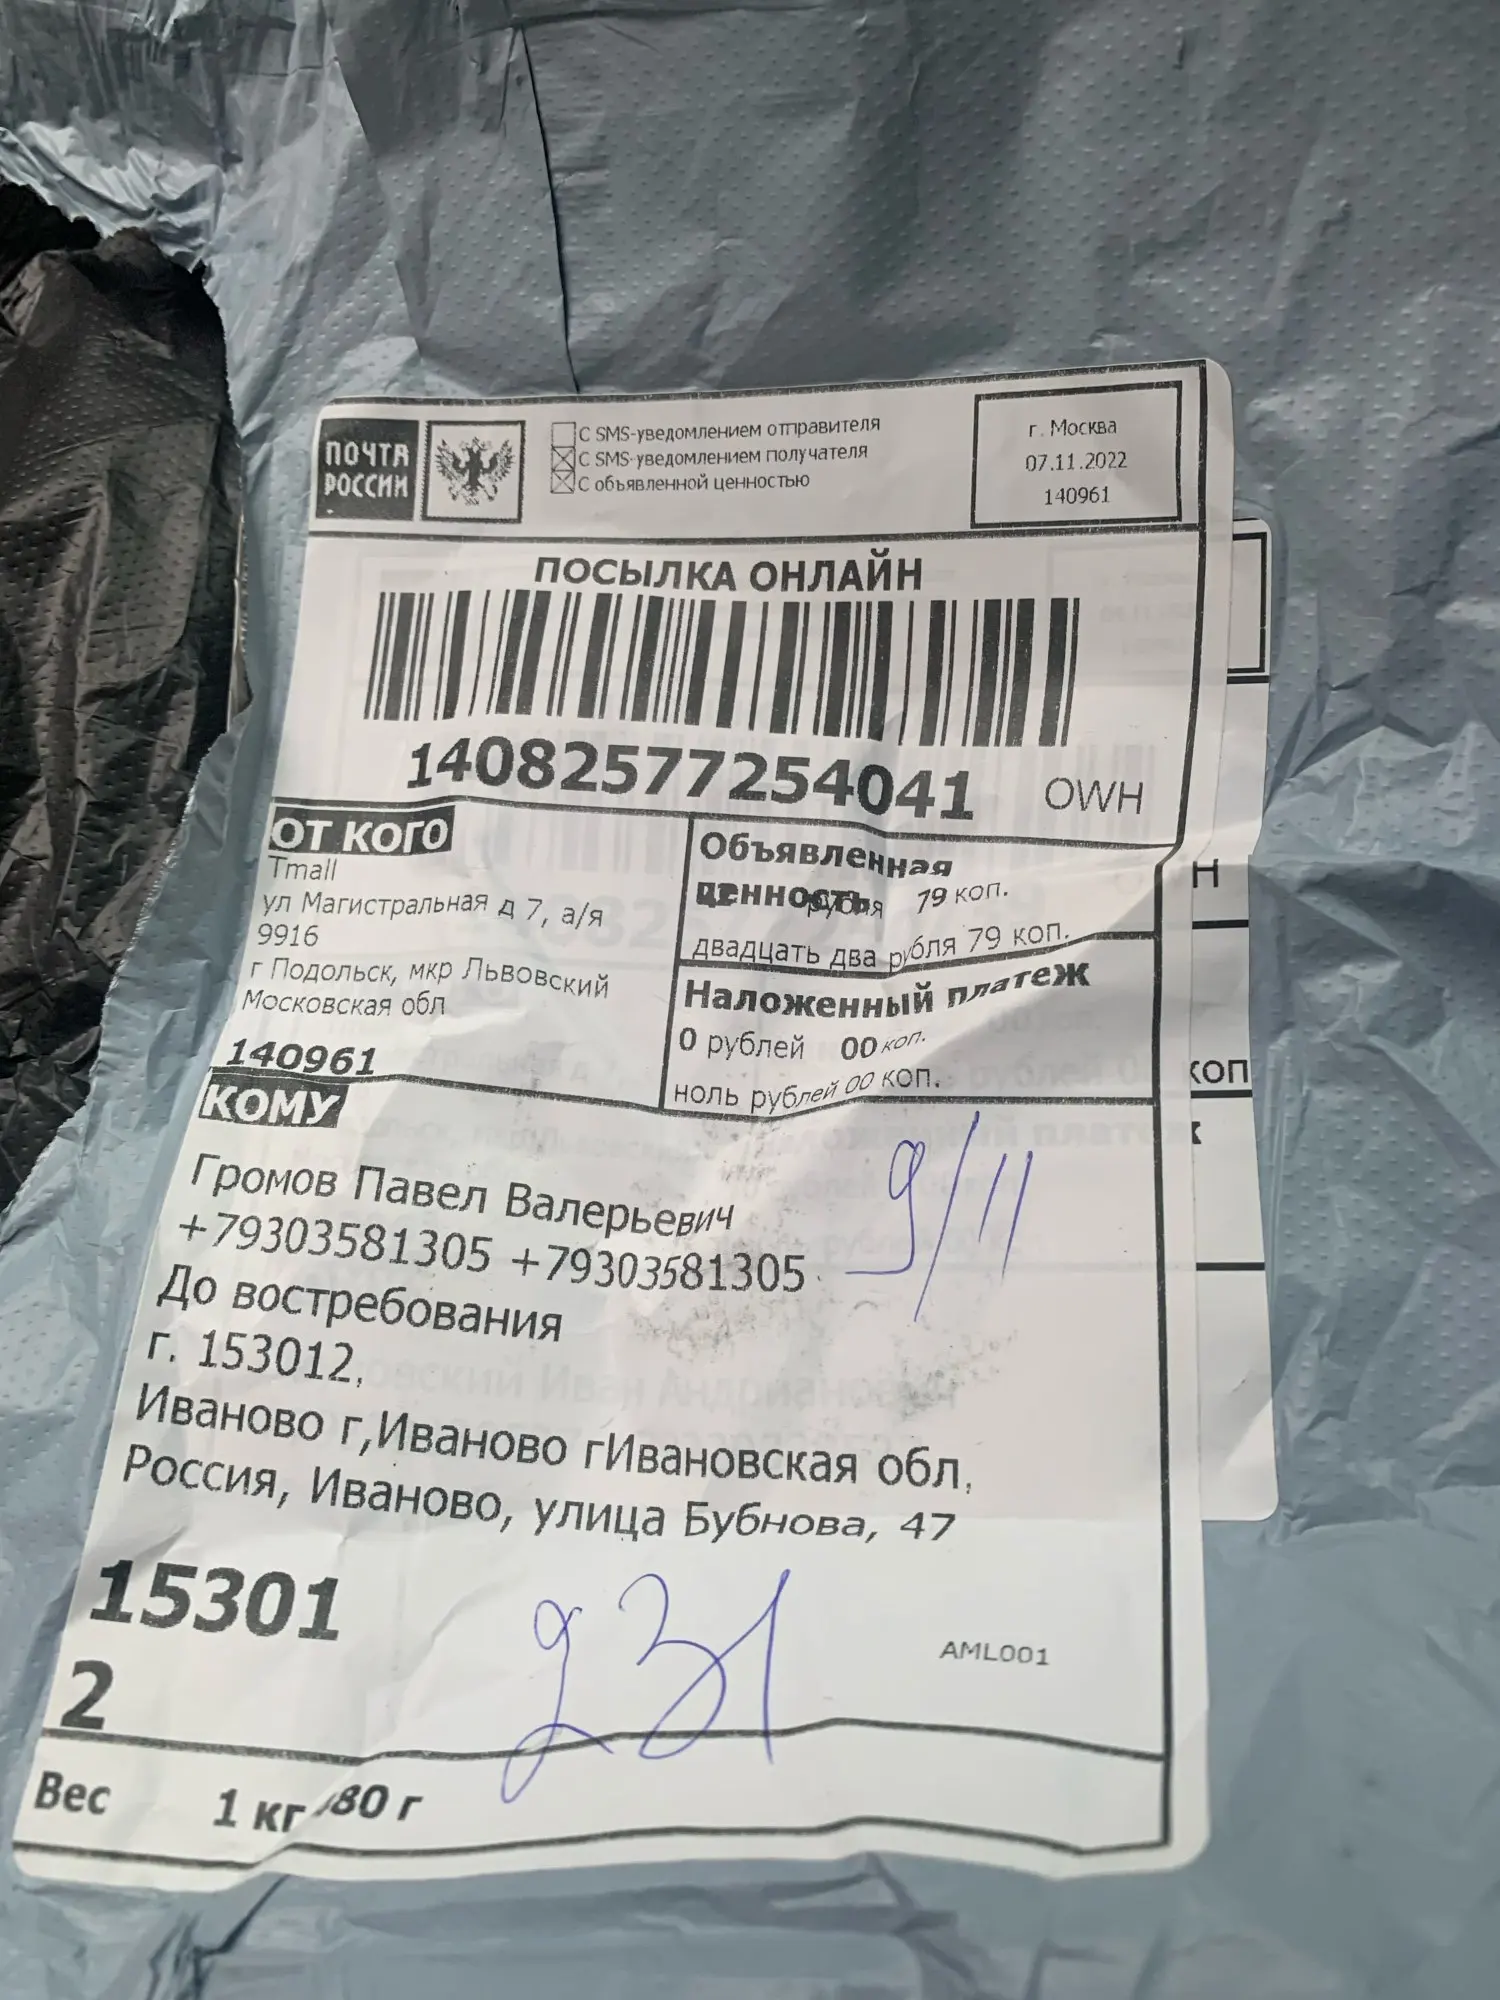 ПОЧТА
РОССИИ
С SMS-уведомлением отправителя
С SMS-уведомлением получателя
С объявленной ценностью
г. Москва
07.11.2022
140961
ПОСЫЛКА ОНЛАЙН
14082577254041 OWH
ОТ КОГО
Tmall
ул Магистральная д 7, а/я
9916
г Подольск, мкр Львовский
Московская обл
140961
Объявленная
ценность рубля 79 коп.
двадцать два рубля 79 коп.
Наложенный платеж
0 рублей 00 коп.
ноль рублей 00 коп.
Н
коп
КОМУ
Громов Павел Валерьевич
+79303581305 +79303581305
9/11
До востребования
г. 153012,
Иваново г,Иваново гИвановская обл,
Россия, Иваново, улица Бубнова, 47
15301
2
231
AML001
Вес 1 кг 80 г